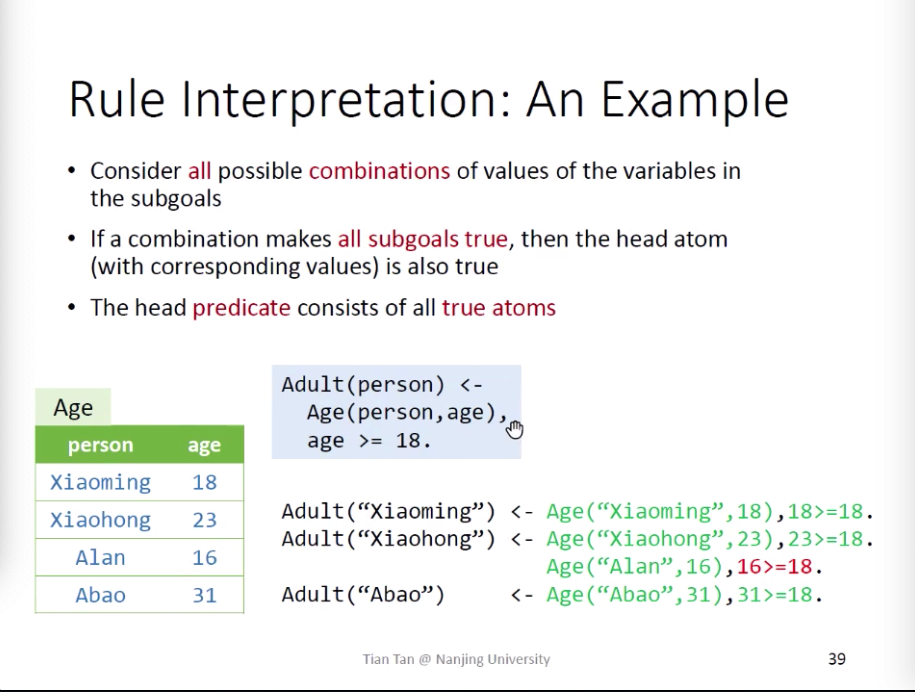 Rule Interpretation: An Example
• Consider all possible combinations of values of the variables in
the subgoals
• If a combination makes all subgoals true, then the head atom
(with corresponding values) is also true
• The head predicate consists of all true atoms
Age
person age
Xiaoming 18
Xiaohong 23
Alan 16
Abao 31
Adult(person) <-
Age(person,age),
age >= 18.
Adult(“Xiaoming”) <- Age(“Xiaoming”,18),18>=18.
Adult(“Xiaohong”) <- Age(“Xiaohong”,23),23>=18.
Age(“Alan”,16),16>=18.
Adult(“Abao”) <- Age(“Abao”,31),31>=18.
Tian Tan @ Nanjing University
39